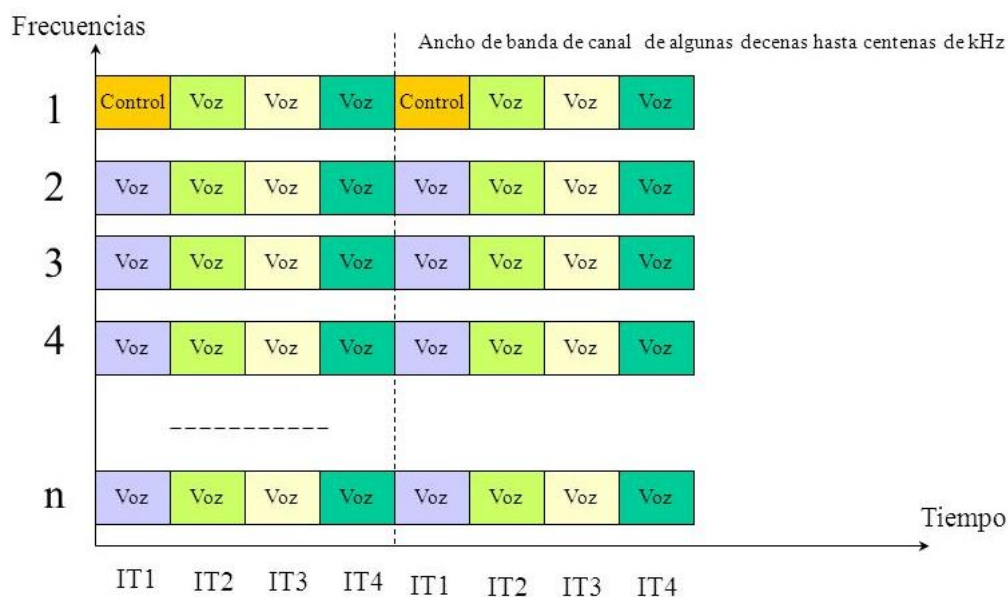 Frecuencias
Ancho de banda de canal de algunas decenas hasta centenas de kHz
1 Control Voz Voz Voz Control Voz Voz Voz
2 Voz Voz Voz Voz Voz Voz Voz Voz
3 Voz Voz Voz Voz Voz Voz Voz Voz
4 Voz Voz Voz Voz Voz Voz Voz Voz
n Voz Voz Voz Voz Voz Voz Voz Voz
Tiempo
IT1 IT2 IT3 IT4 IT1 IT2 IT3 IT4